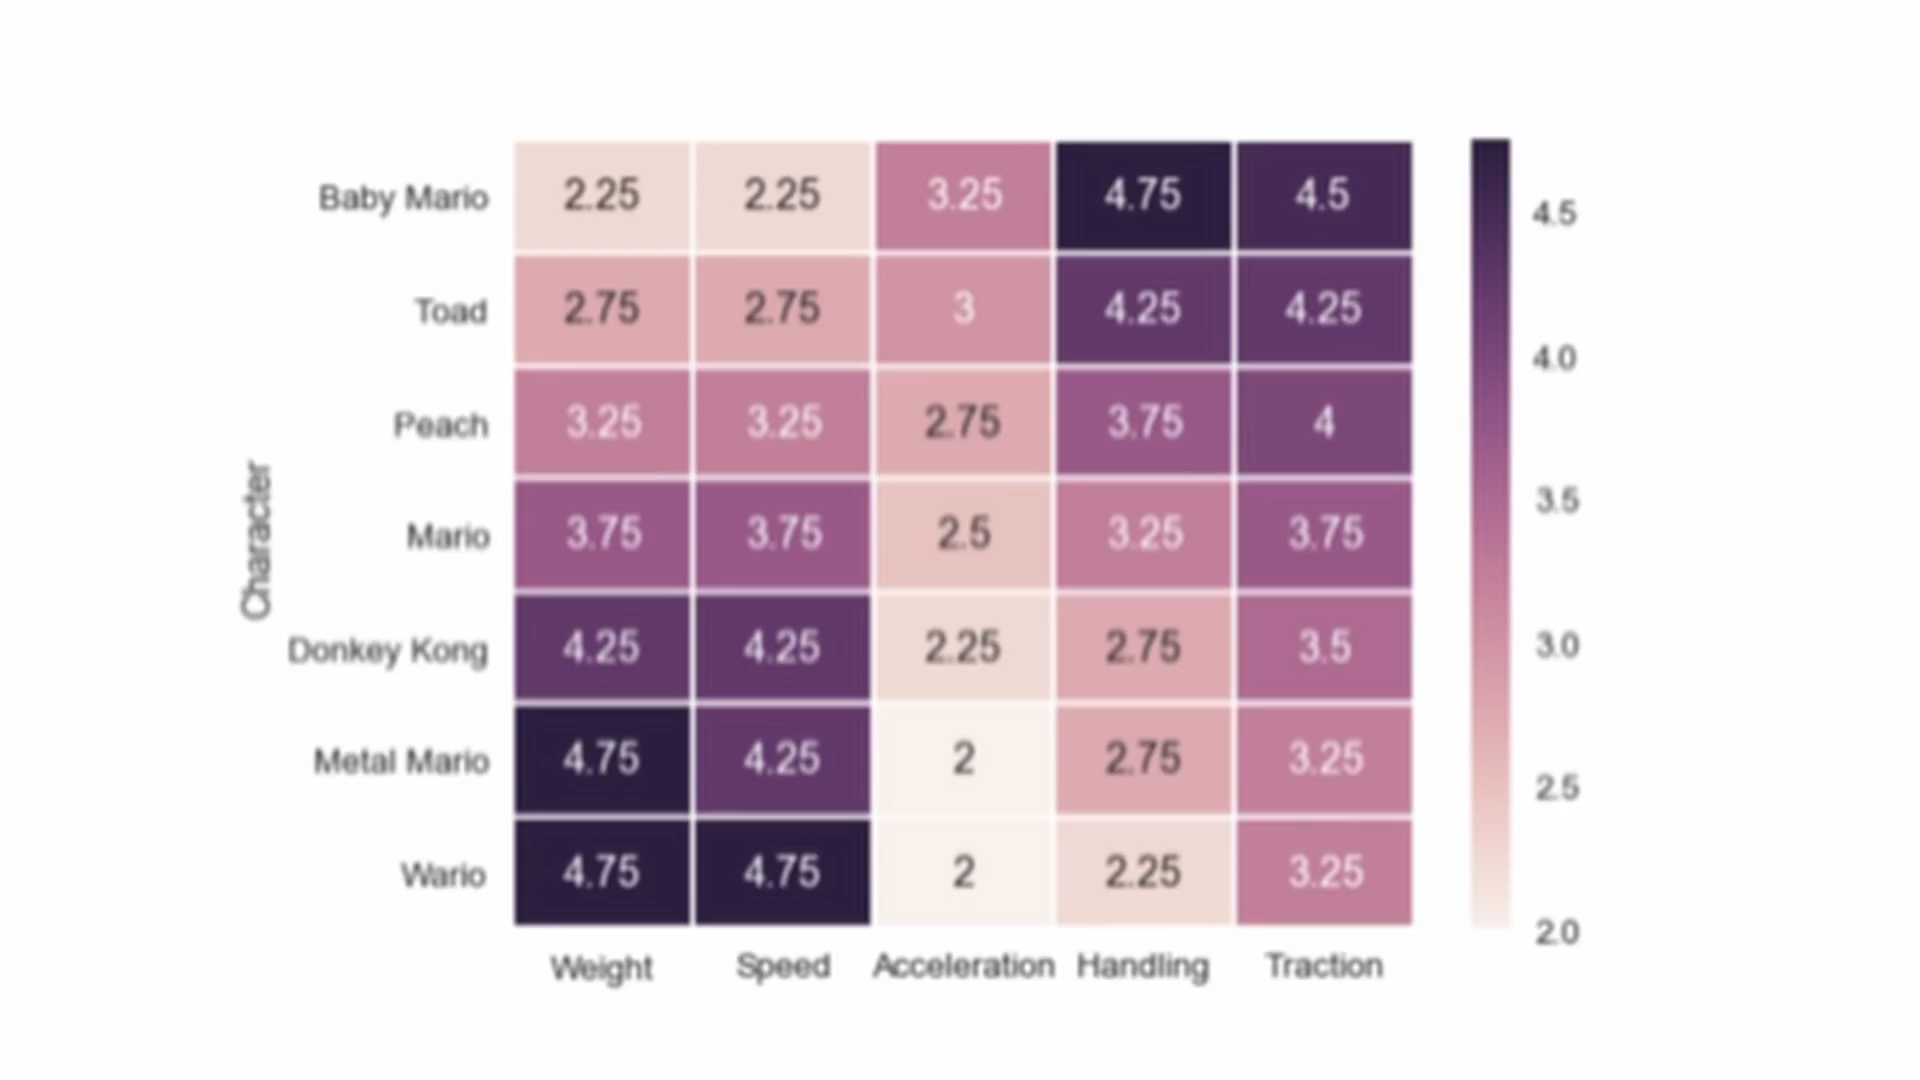 Baby Mario 2.25 2.25 3.25 4.75 4.5
Toad 2.75 2.75 3 4.25 4.25
Peach 3.25 3.25 2.75 3.75 4
Mario 3.75 3.75 2.5 3.25 3.75
Donkey Kong 4.25 4.25 2.25 2.75 3.5
Metal Mario 4.75 4.25 2 2.75 3.25
Wario 4.75 4.75 2 2.25 3.25
Character
Weight Speed Acceleration Handling Traction
4.5
4.0
3.5
3.0
2.5
2.0